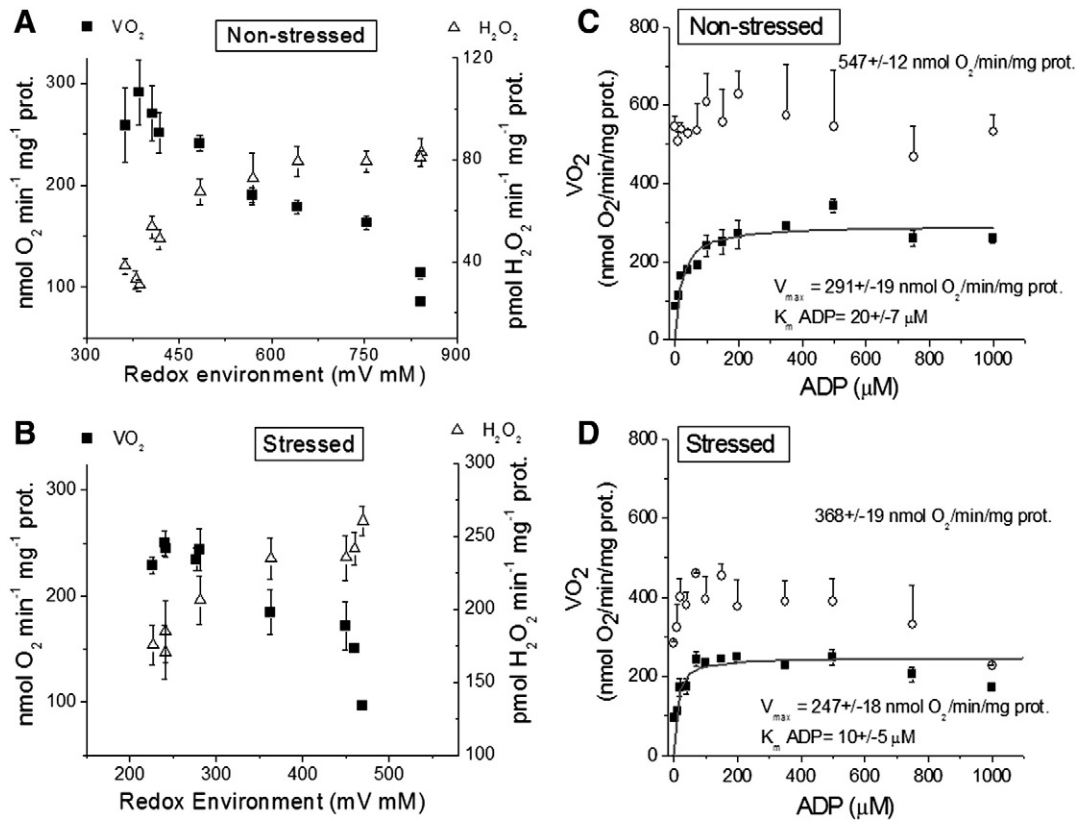 A
VO₂
Non-stressed
H₂O₂
nmol O₂ min⁻¹ mg⁻¹ prot.
300
250
200
150
100
pmol H₂O₂ min⁻¹ mg⁻¹ prot.
120
80
40
300 450 600 750 900
Redox environment (mV mM)
B
VO₂
Stressed
H₂O₂
nmol O₂ min⁻¹ mg⁻¹ prot.
300
250
200
150
100
pmol H₂O₂ min⁻¹ mg⁻¹ prot.
300
250
200
150
100
200 300 400 500
Redox Environment (mV mM)
C
Non-stressed
547+/-12 nmol O₂/min/mg prot.
VO₂
(nmol O₂/min/mg prot.)
800
600
400
200
0
Vmax = 291+/-19 nmol O₂/min/mg prot.
Km ADP= 20+/-7 µM
0 200 400 600 800 1000
ADP (µM)
D
Stressed
368+/-19 nmol O₂/min/mg prot.
VO₂
(nmol O₂/min/mg prot.)
800
600
400
200
0
Vmax = 247+/-18 nmol O₂/min/mg prot.
Km ADP= 10+/-5 µM
0 200 400 600 800 1000
ADP (µM)